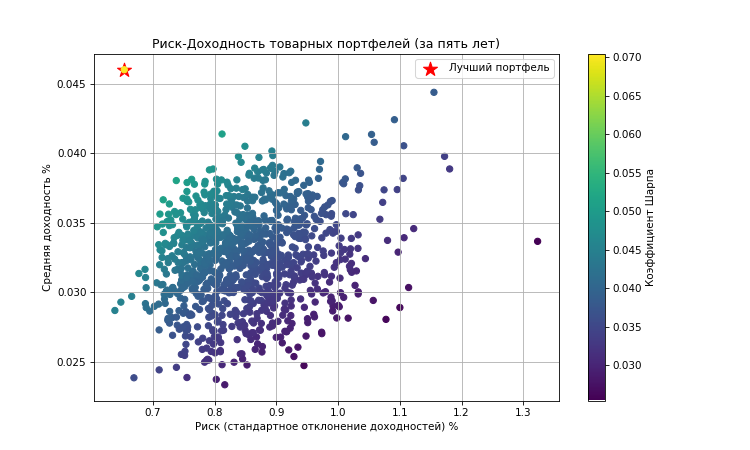 Риск-Доходность товарных портфелей (за пять лет)
Лучший портфель
Средняя доходность %
0.045
0.040
0.035
0.030
0.025
0.7 0.8 0.9 1.0 1.1 1.2 1.3
Риск (стандартное отклонение доходностей) %
0.070
0.065
0.060
0.055
0.050
0.045
0.040
0.035
0.030
Коэффициент Шарпа